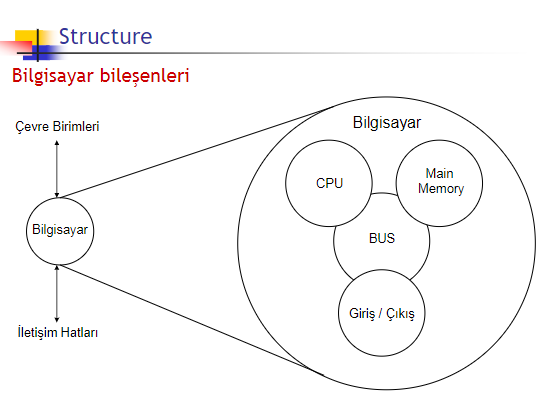 Structure
Bilgisayar bileşenleri
Çevre Birimleri
Bilgisayar
İletişim Hatları
Bilgisayar
CPU
Main
Memory
BUS
Giriş / Çıkış